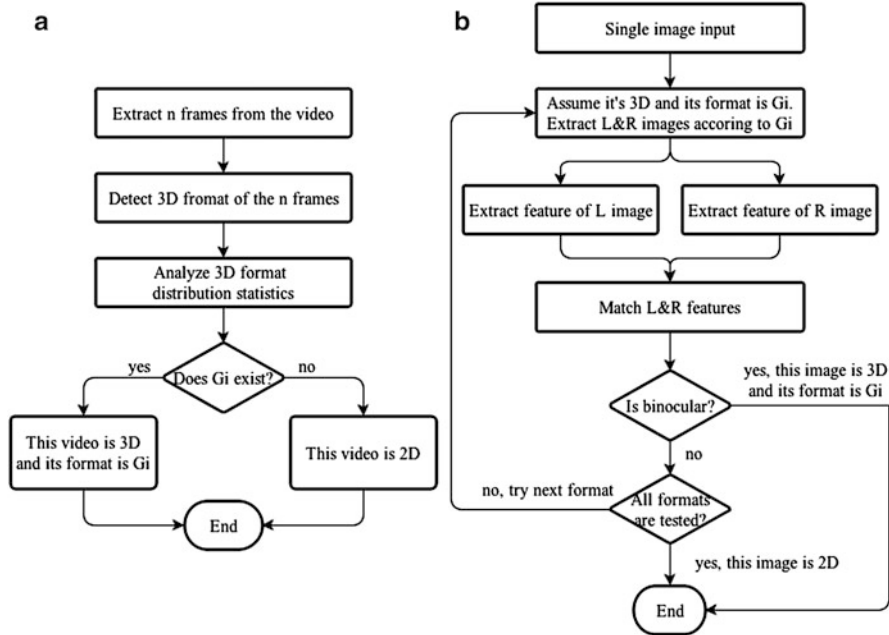 a
Extract n frames from the video
Detect 3D fromat of the n frames
Analyze 3D format
distribution statistics
Does Gi exist?
yes
no
This video is 3D
and its format is Gi
This video is 2D
End
b
Single image input
Assume it's 3D and its format is Gi.
Extract L&R images accoring to Gi
Extract feature of L image
Extract feature of R image
Match L&R features
Is binocular?
yes, this image is 3D
and its format is Gi
no
All formats
are tested?
no, try next format
yes, this image is 2D
End